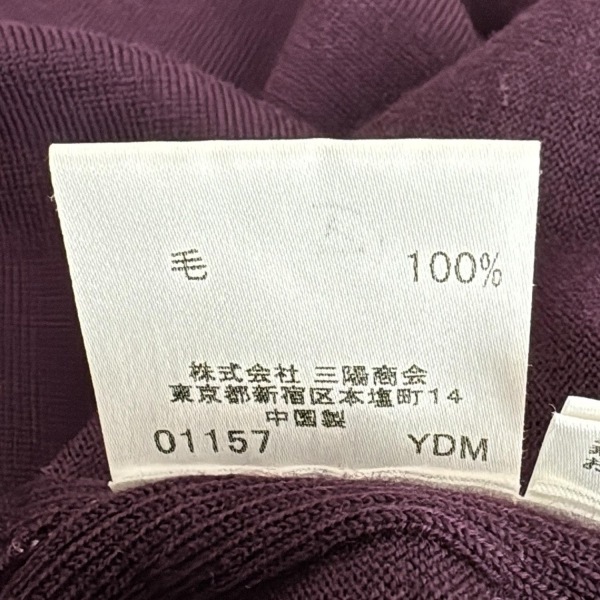 毛 100%
株式会社 三陽商会
東京都新宿区本塩町14
中国製
01157 YDM